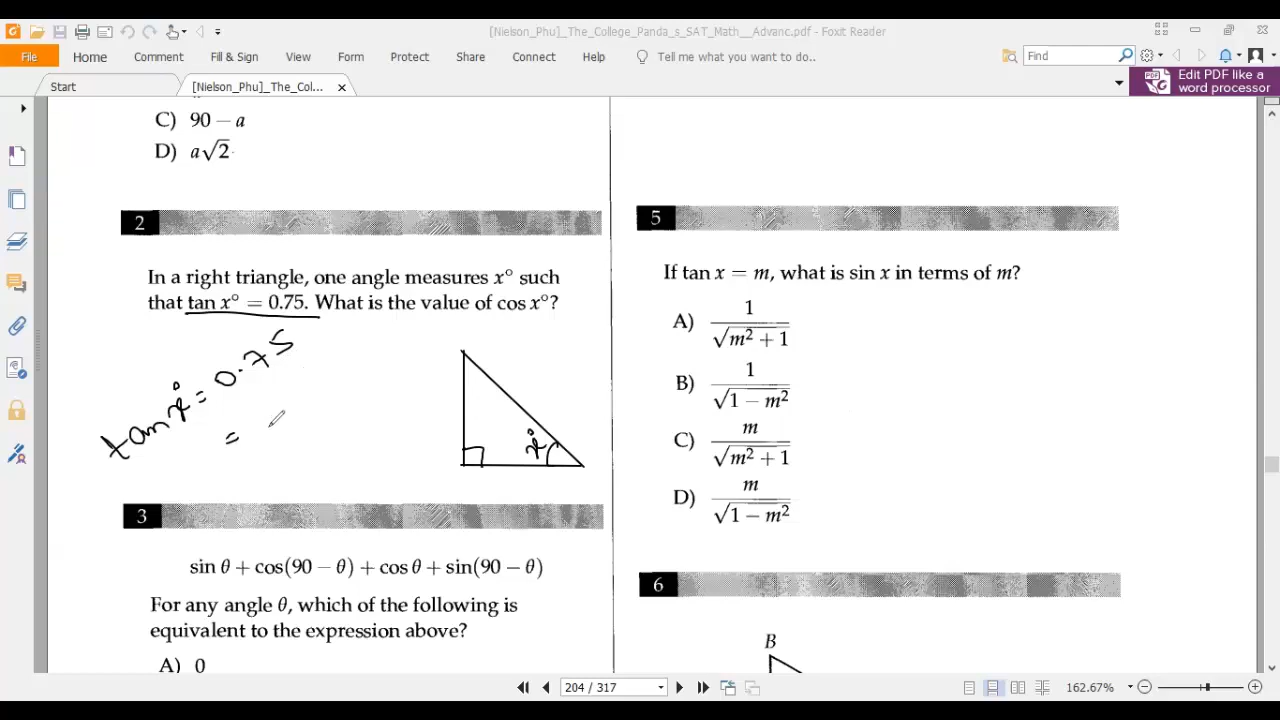 [Nielson_Phu]_The_College_Panda_s_SAT_Math__Advanc.pdf - Foxit Reader
File Home Comment Fill & Sign View Form Protect Share Connect Help Tell me what you want to do.. Find
Start [Nielson_Phu]_The_Col... Edit PDF like a
word processor
C) 90 − a
D) a√2
2
In a right triangle, one angle measures x° such
that tan x° = 0.75. What is the value of cos x°?
tan x° = 0.75
=
x°
3
sin θ + cos(90 − θ) + cos θ + sin(90 − θ)
For any angle θ, which of the following is
equivalent to the expression above?
A) 0
5
If tan x = m, what is sin x in terms of m?
A) 1 / √(m² + 1)
B) 1 / √(1 − m²)
C) m / √(m² + 1)
D) m / √(1 − m²)
6
B
204 / 317 162.67%